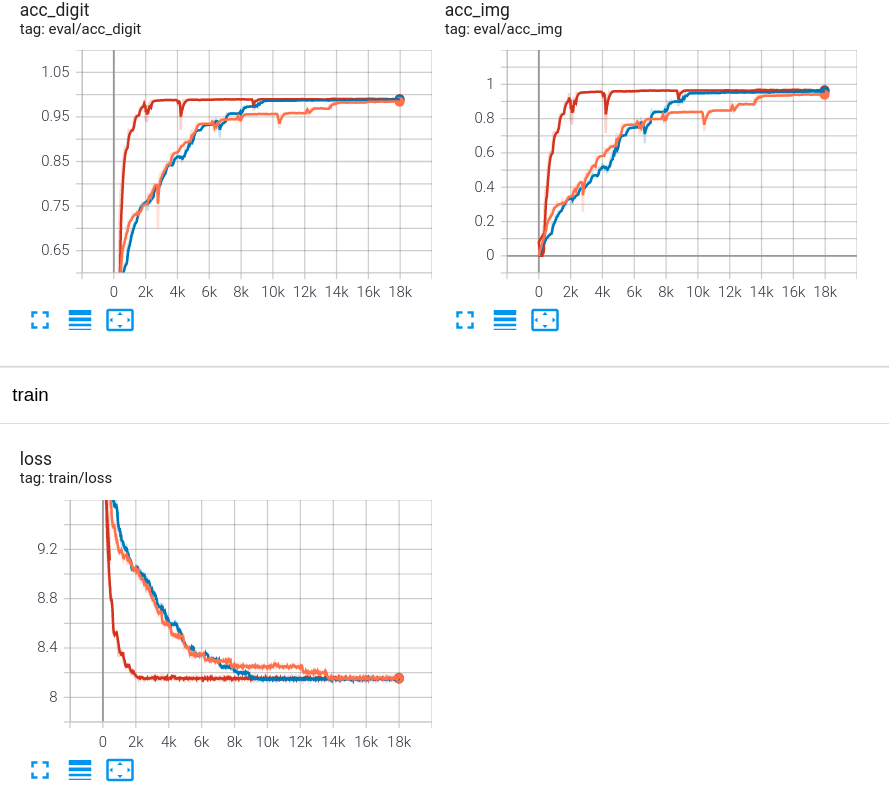 acc_digit
tag: eval/acc_digit
1.05
0.95
0.85
0.75
0.65
0 2k 4k 6k 8k 10k 12k 14k 16k 18k
acc_img
tag: eval/acc_img
1
0.8
0.6
0.4
0.2
0
0 2k 4k 6k 8k 10k 12k 14k 16k 18k
train
loss
tag: train/loss
9.2
8.8
8.4
8
0 2k 4k 6k 8k 10k 12k 14k 16k 18k